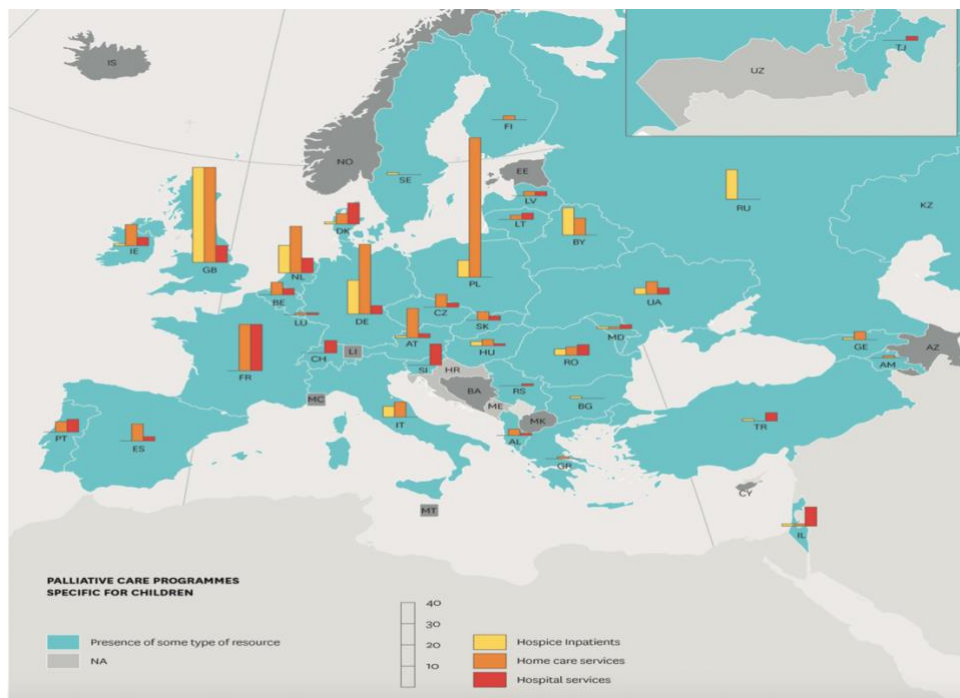 IS
UZ
TJ
NO
FI
SE
EE
RU
KZ
LV
LT
DK
IE
GB
NL
BY
BE
PL
LU
DE
CZ
UA
SK
AT
MD
FR
CH
LI
HU
RO
GE
AZ
SI
HR
AM
MC
BA
RS
ME
BG
MK
IT
PT
ES
AL
TR
GR
CY
MT
IL
PALLIATIVE CARE PROGRAMMES
SPECIFIC FOR CHILDREN
Presence of some type of resource
NA
40
30
20
10
Hospice Inpatients
Home care services
Hospital services